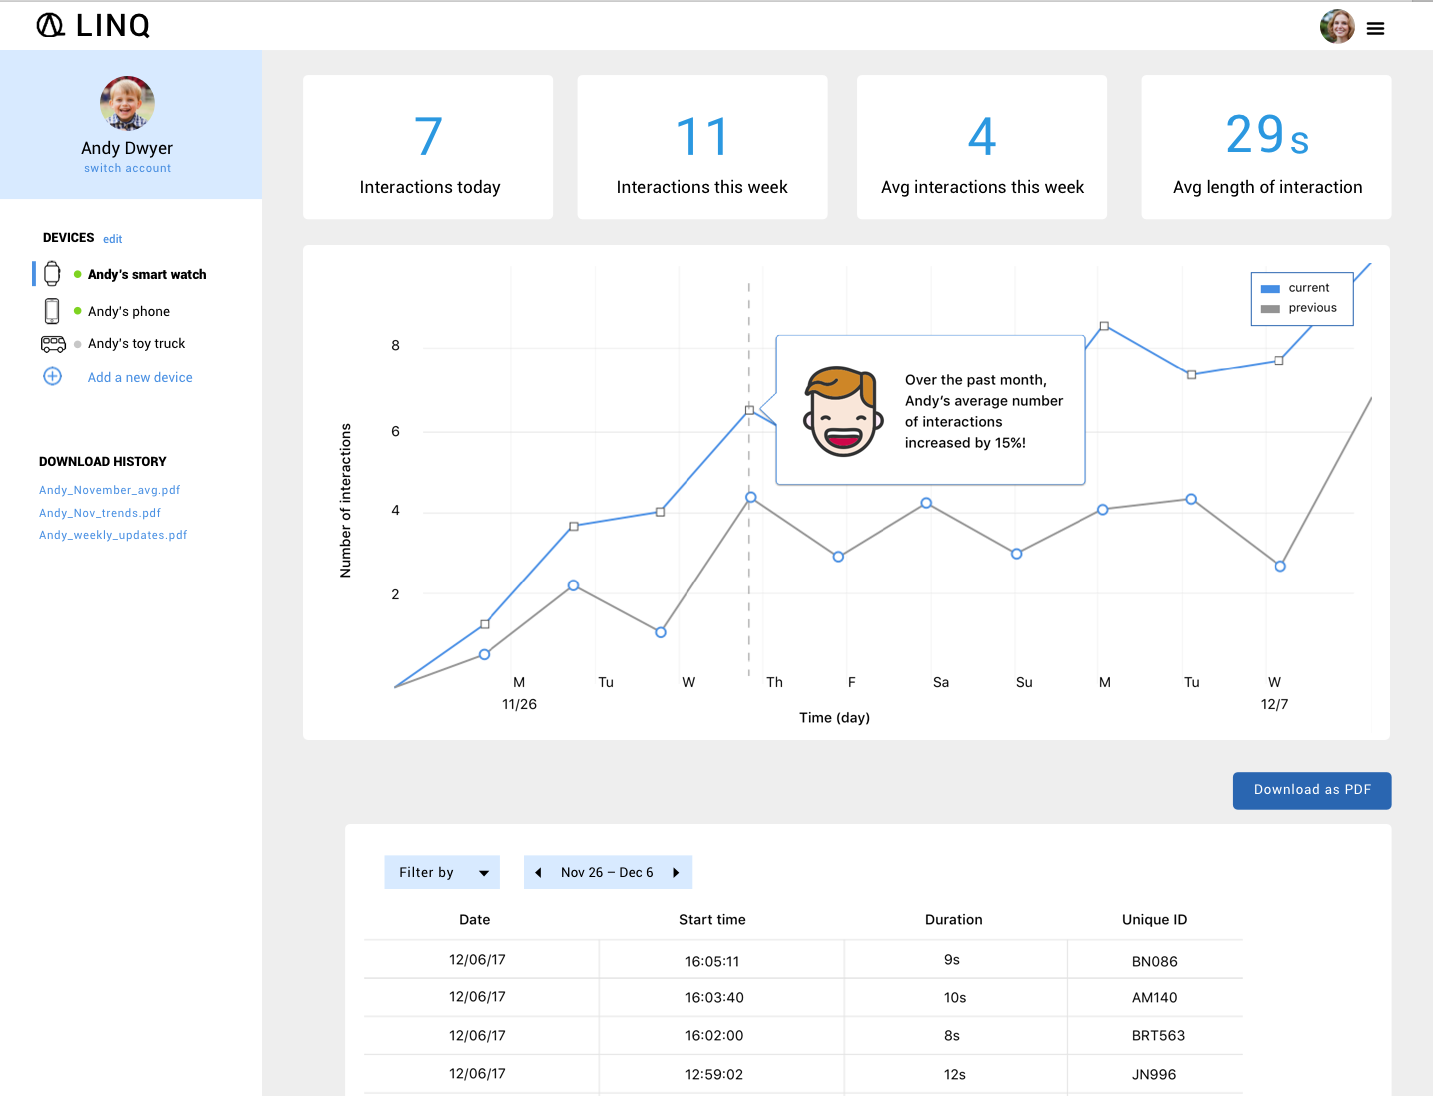 LINQ
Andy Dwyer
switch account
DEVICES edit
Andy's smart watch
Andy's phone
Andy's toy truck
Add a new device
DOWNLOAD HISTORY
Andy_November_avg.pdf
Andy_Nov_trends.pdf
Andy_weekly_updates.pdf
7
Interactions today
11
Interactions this week
4
Avg interactions this week
29s
Avg length of interaction
current
previous
8
6
4
2
Number of interactions
Over the past month,
Andy's average number
of interactions
increased by 15%!
M Tu W Th F Sa Su M Tu W
11/26 12/7
Time (day)
Download as PDF
Filter by Nov 26 – Dec 6
Date Start time Duration Unique ID
12/06/17 16:05:11 9s BN086
12/06/17 16:03:40 10s AM140
12/06/17 16:02:00 8s BRT563
12/06/17 12:59:02 12s JN996